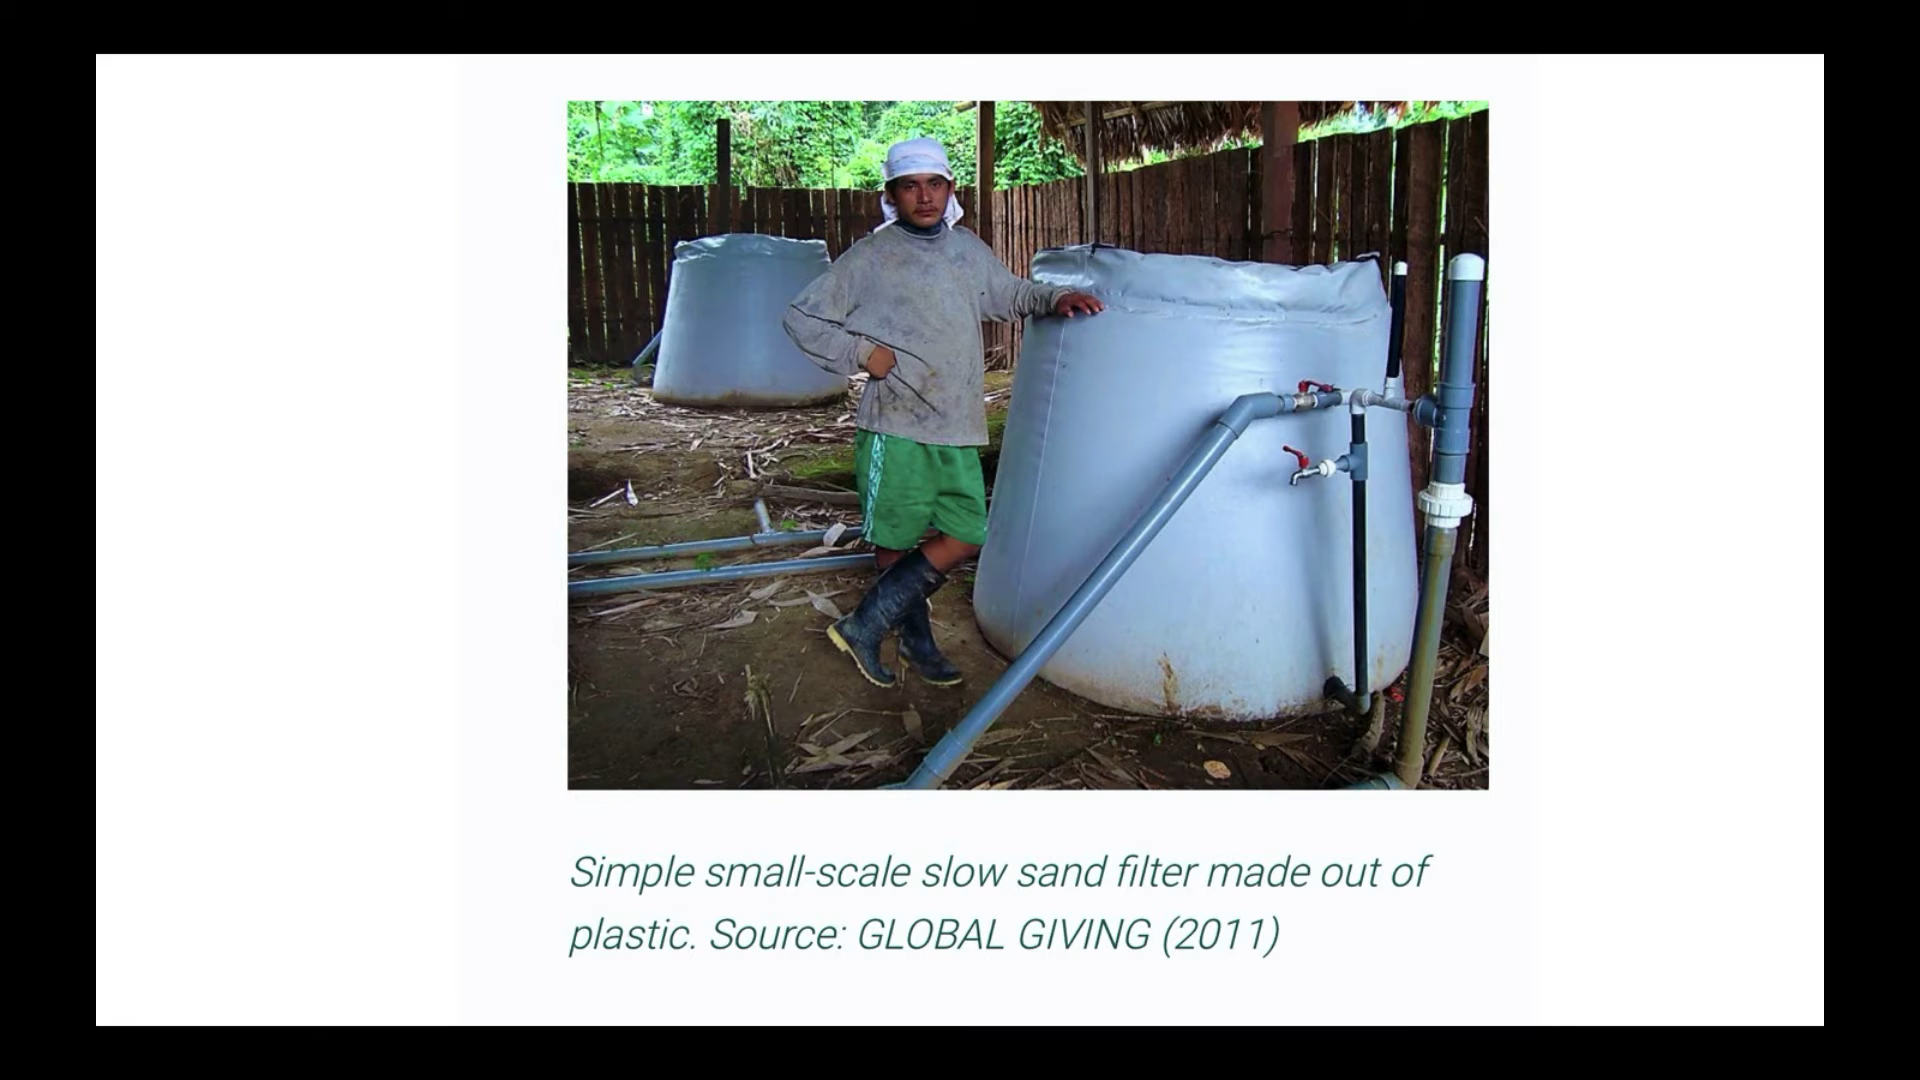 Simple small-scale slow sand filter made out of
plastic. Source: GLOBAL GIVING (2011)